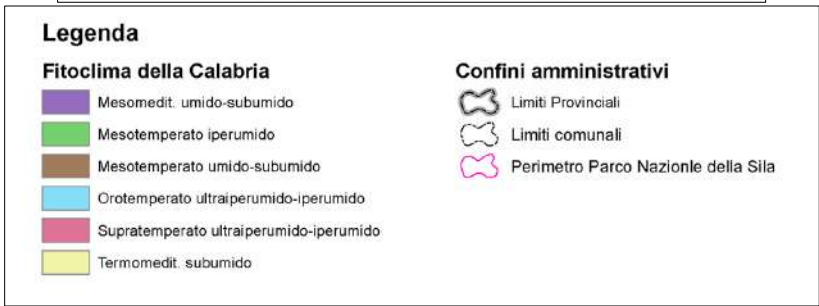 Legenda
Fitoclima della Calabria
Mesomedit. umido-subumido
Mesotemperato iperumido
Mesotemperato umido-subumido
Orotemperato ultraiperumido-iperumido
Supratemperato ultraiperumido-iperumido
Termomedit. subumido
Confini amministrativi
Limiti Provinciali
Limiti comunali
Perimetro Parco Nazionle della Sila